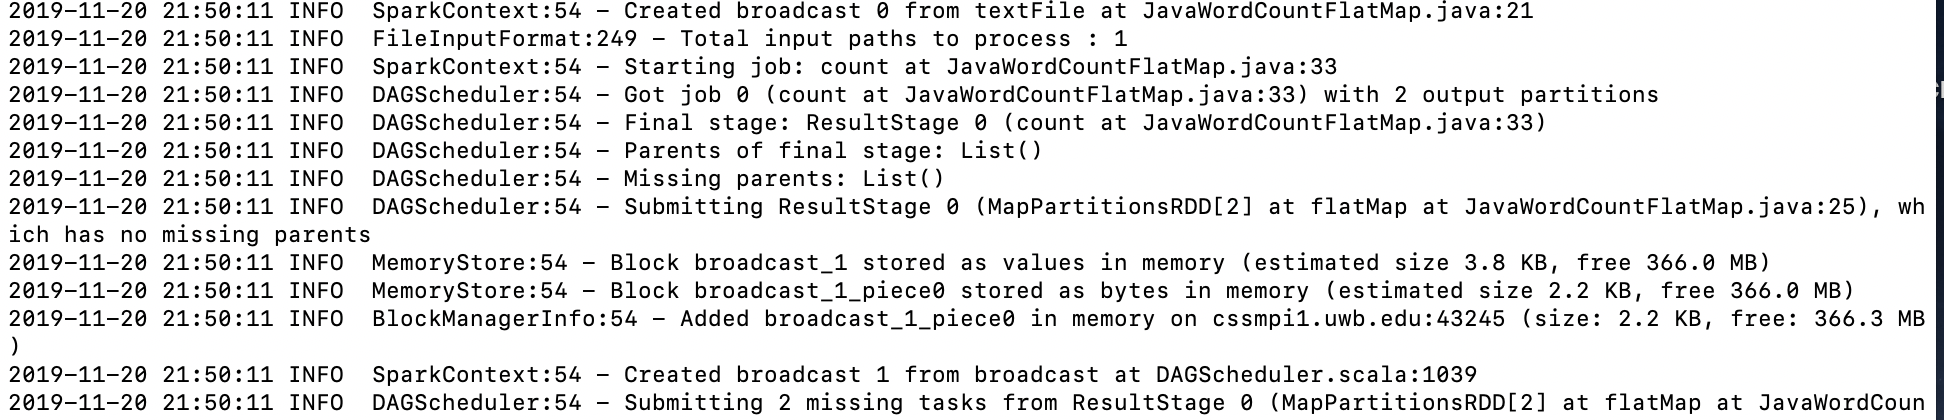 2019-11-20 21:50:11 INFO  SparkContext:54 - Created broadcast 0 from textFile at JavaWordCountFlatMap.java:21
2019-11-20 21:50:11 INFO  FileInputFormat:249 - Total input paths to process : 1
2019-11-20 21:50:11 INFO  SparkContext:54 - Starting job: count at JavaWordCountFlatMap.java:33
2019-11-20 21:50:11 INFO  DAGScheduler:54 - Got job 0 (count at JavaWordCountFlatMap.java:33) with 2 output partitions
2019-11-20 21:50:11 INFO  DAGScheduler:54 - Final stage: ResultStage 0 (count at JavaWordCountFlatMap.java:33)
2019-11-20 21:50:11 INFO  DAGScheduler:54 - Parents of final stage: List()
2019-11-20 21:50:11 INFO  DAGScheduler:54 - Missing parents: List()
2019-11-20 21:50:11 INFO  DAGScheduler:54 - Submitting ResultStage 0 (MapPartitionsRDD[2] at flatMap at JavaWordCountFlatMap.java:25), wh
ich has no missing parents
2019-11-20 21:50:11 INFO  MemoryStore:54 - Block broadcast_1 stored as values in memory (estimated size 3.8 KB, free 366.0 MB)
2019-11-20 21:50:11 INFO  MemoryStore:54 - Block broadcast_1_piece0 stored as bytes in memory (estimated size 2.2 KB, free 366.0 MB)
2019-11-20 21:50:11 INFO  BlockManagerInfo:54 - Added broadcast_1_piece0 in memory on cssmpi1.uwb.edu:43245 (size: 2.2 KB, free: 366.3 MB
)
2019-11-20 21:50:11 INFO  SparkContext:54 - Created broadcast 1 from broadcast at DAGScheduler.scala:1039
2019-11-20 21:50:11 INFO  DAGScheduler:54 - Submitting 2 missing tasks from ResultStage 0 (MapPartitionsRDD[2] at flatMap at JavaWordCoun